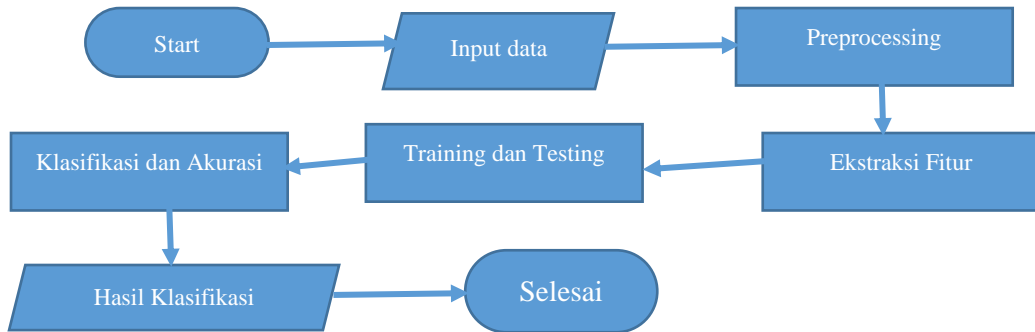 Start
Input data
Preprocessing
Ekstraksi Fitur
Training dan Testing
Klasifikasi dan Akurasi
Hasil Klasifikasi
Selesai